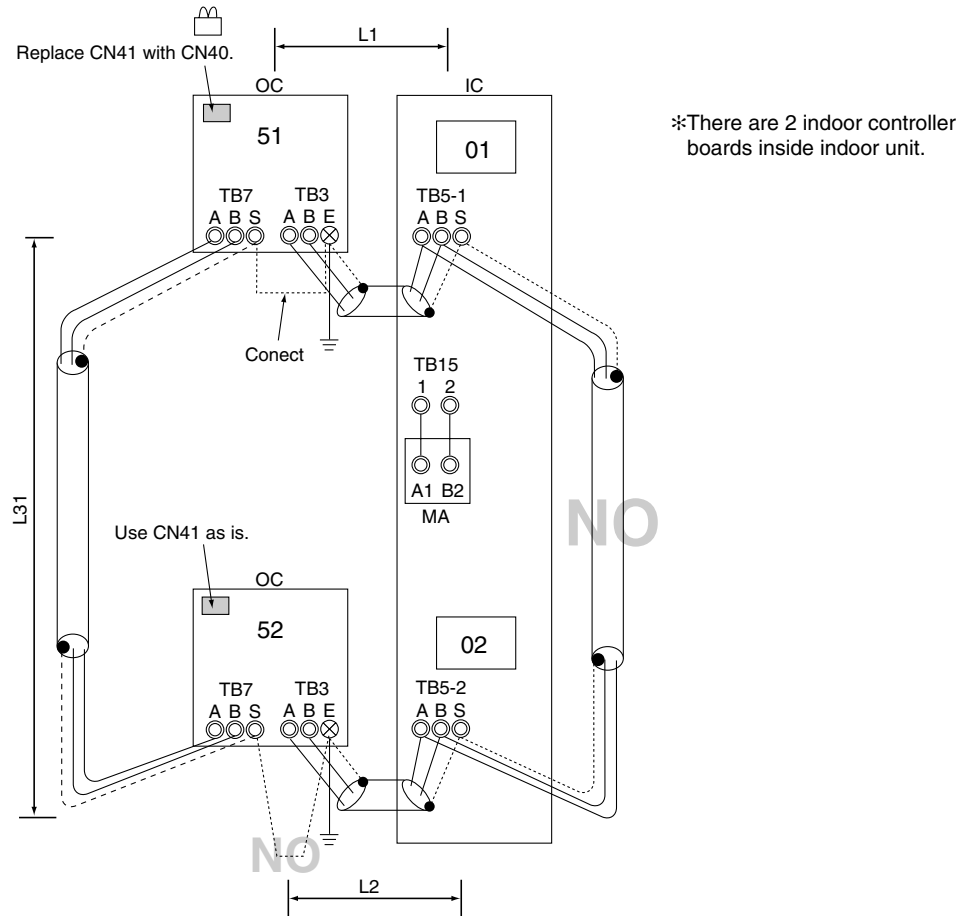 L1
Replace CN41 with CN40.
OC
IC
✻There are 2 indoor controller
boards inside indoor unit.
51
01
TB7 TB3
TB5-1
A B S A B E
A B S
Conect
TB15
1 2
A1 B2
MA
NO
L31
Use CN41 as is.
OC
52
02
TB7 TB3
TB5-2
A B S A B E
A B S
NO
L2